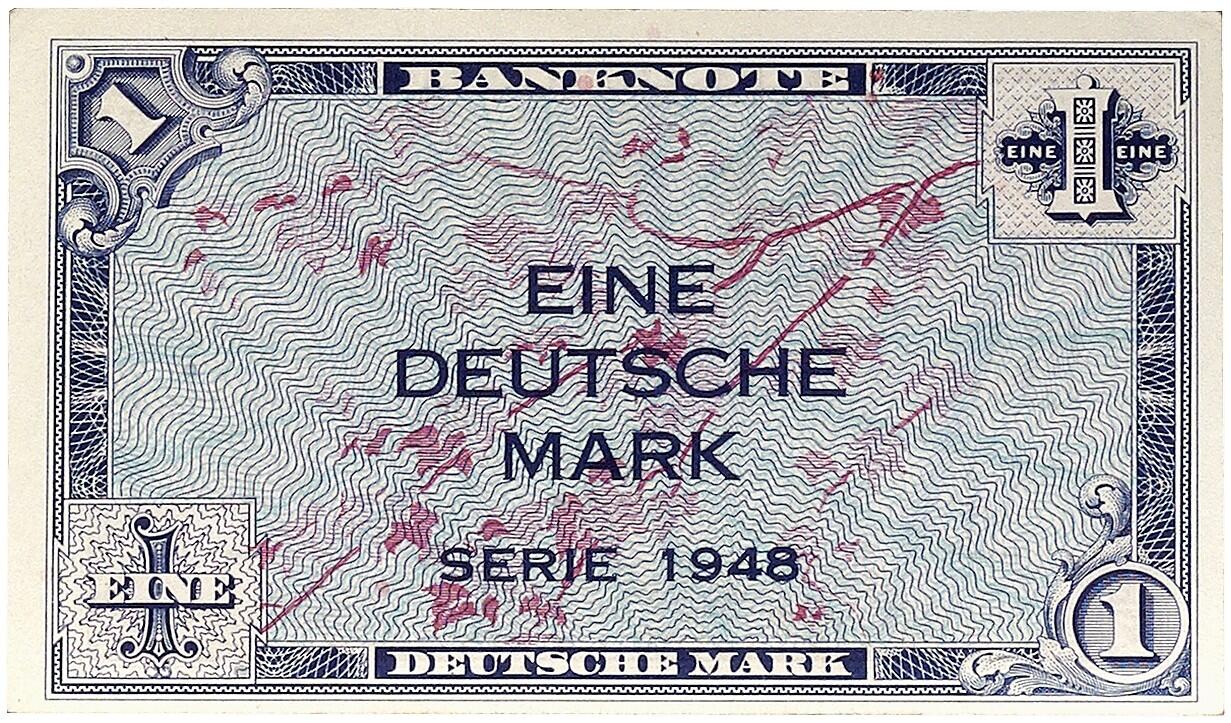 BANKNOTE
1
EINE 1 EINE
EINE
DEUTSCHE
MARK
SERIE 1948
EINE
1
1
DEUTSCHE MARK